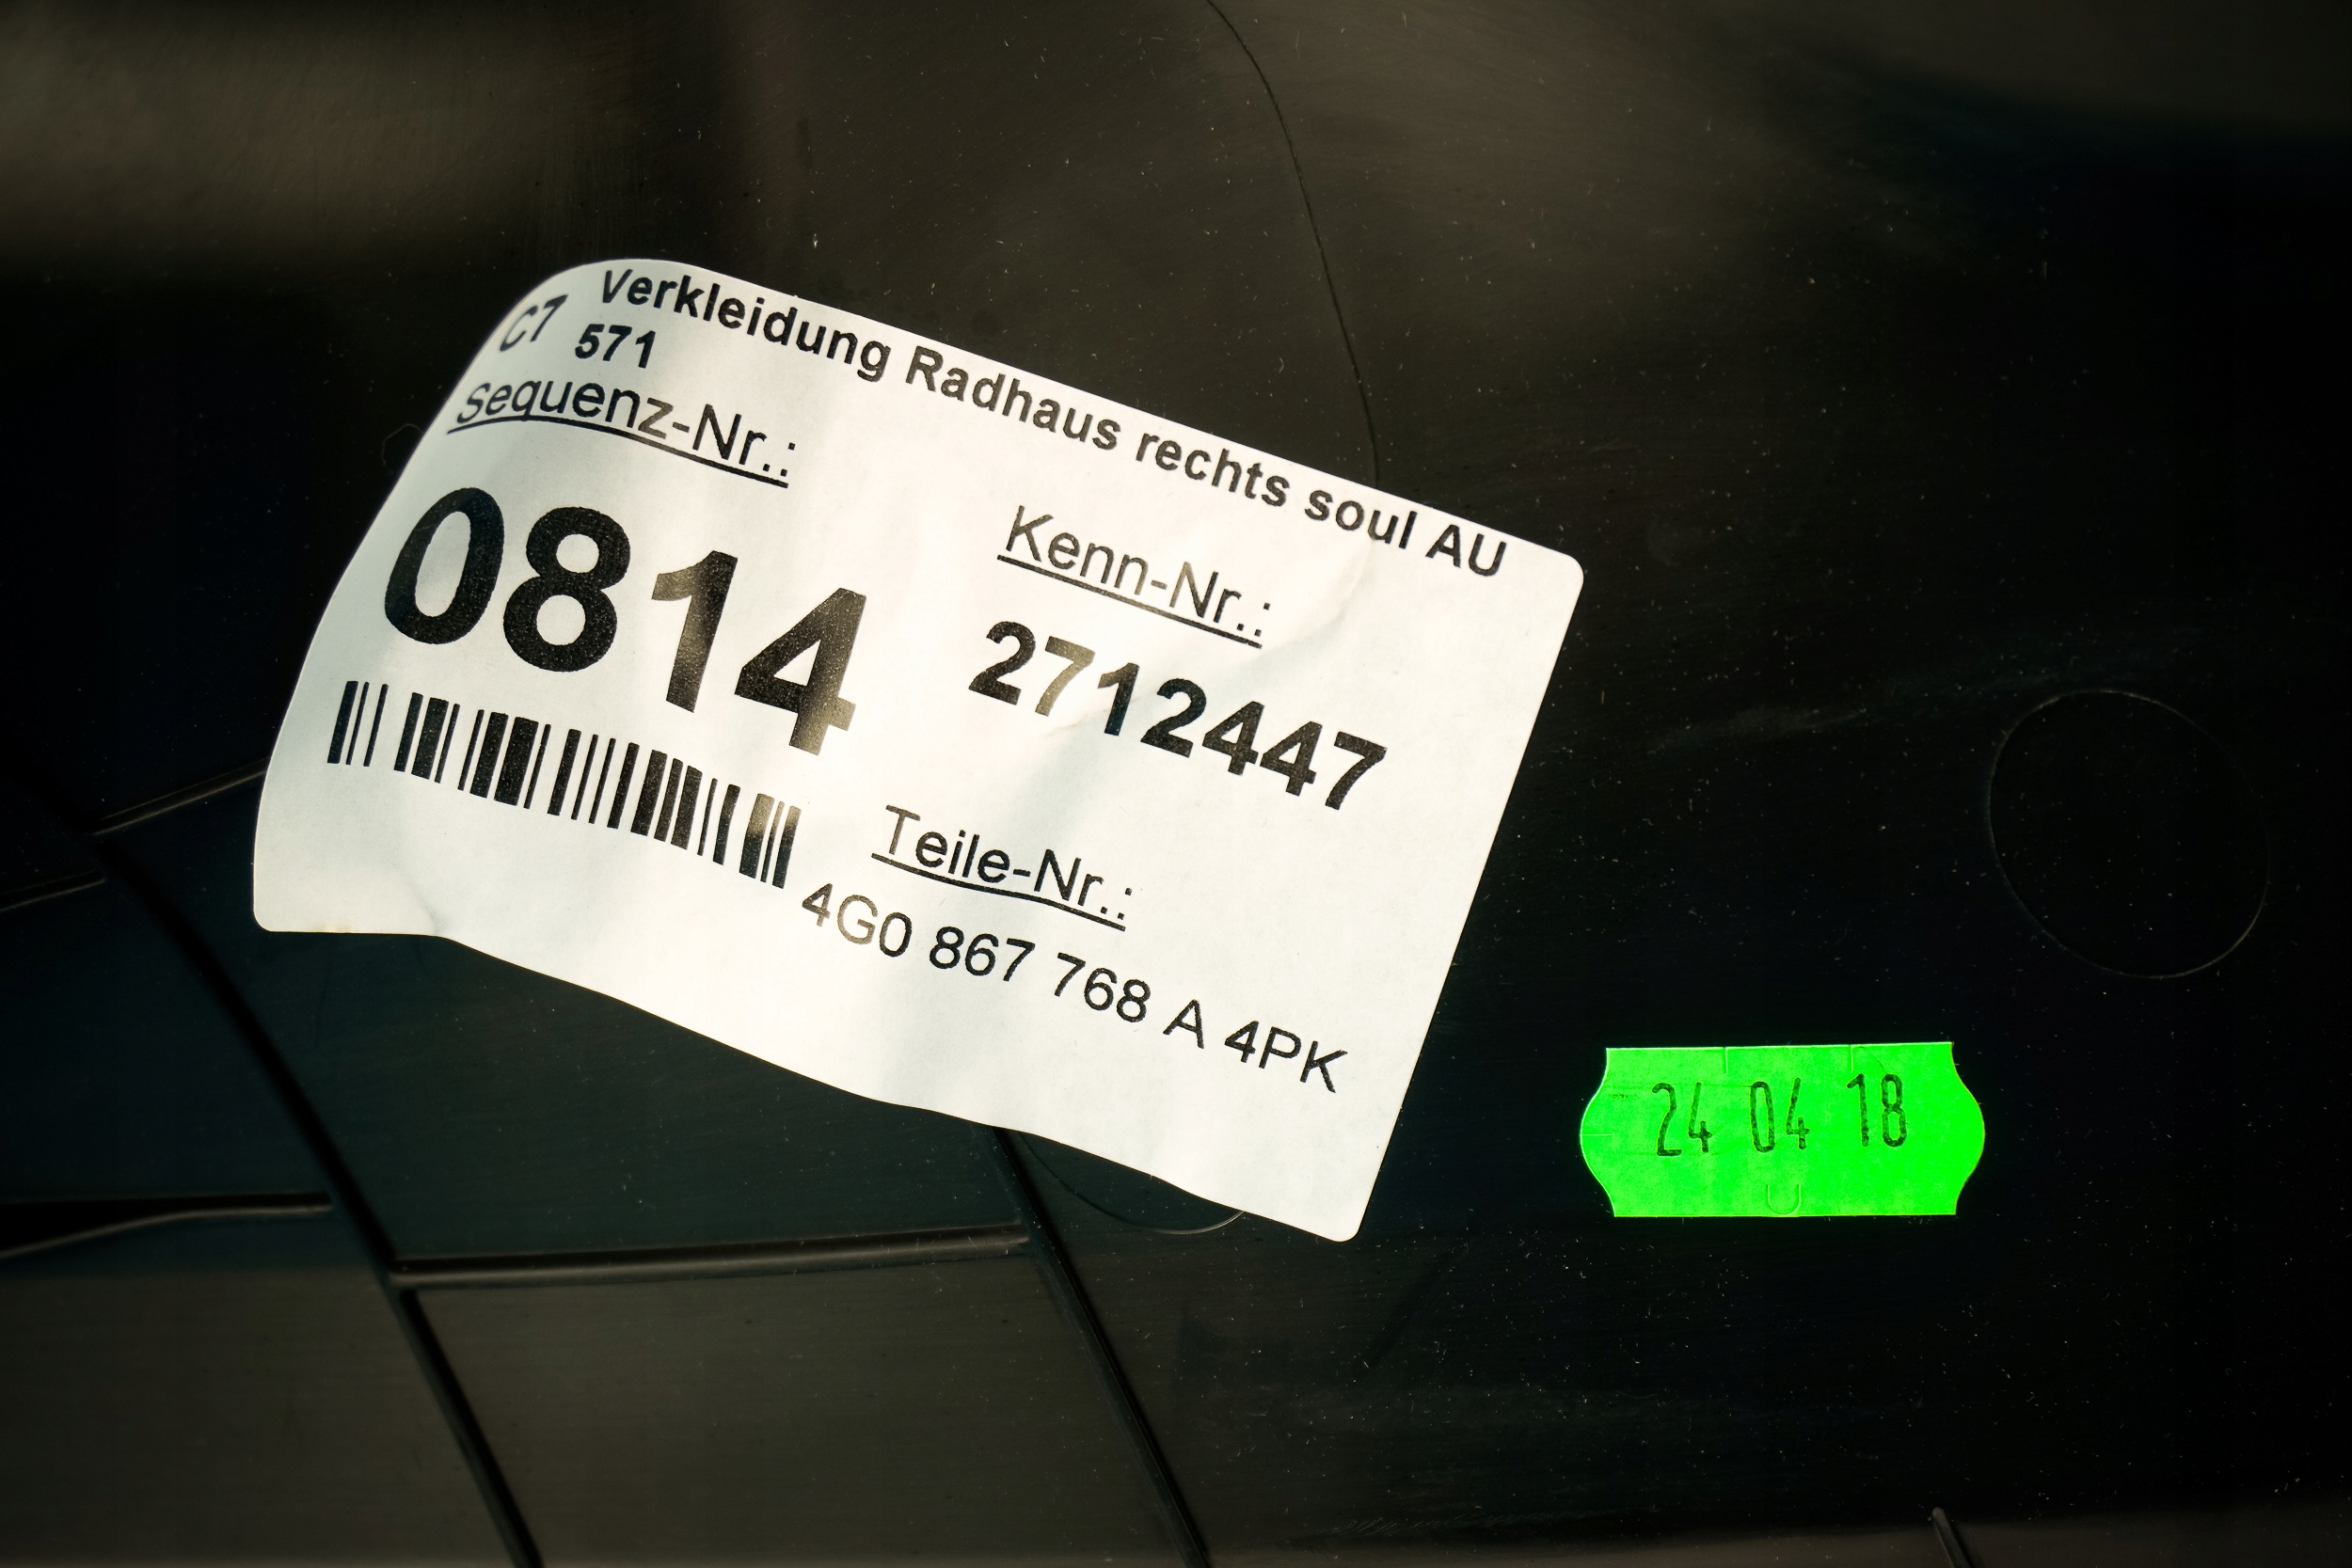 C7 Verkleidung Radhaus rechts soul AU
571
Sequenz-Nr.:
0814
Kenn-Nr.:
2712447
Teile-Nr.:
4G0 867 768 A 4PK
24 04 18